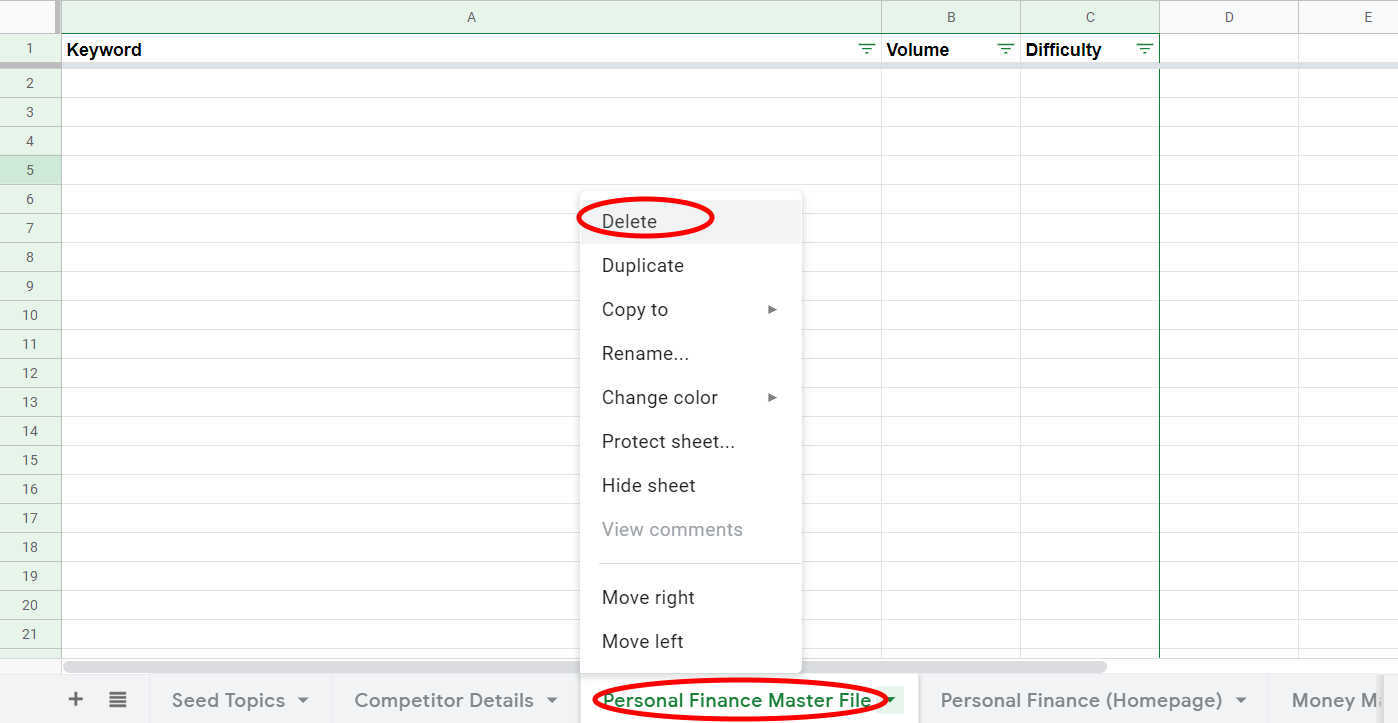 A B C D E
1 Keyword Volume Difficulty
2
3
4
5
6
7
8
9
10
11
12
13
14
15
16
17
18
19
20
21
Delete
Duplicate
Copy to
Rename...
Change color
Protect sheet...
Hide sheet
View comments
Move right
Move left
Seed Topics Competitor Details Personal Finance Master File Personal Finance (Homepage) Money